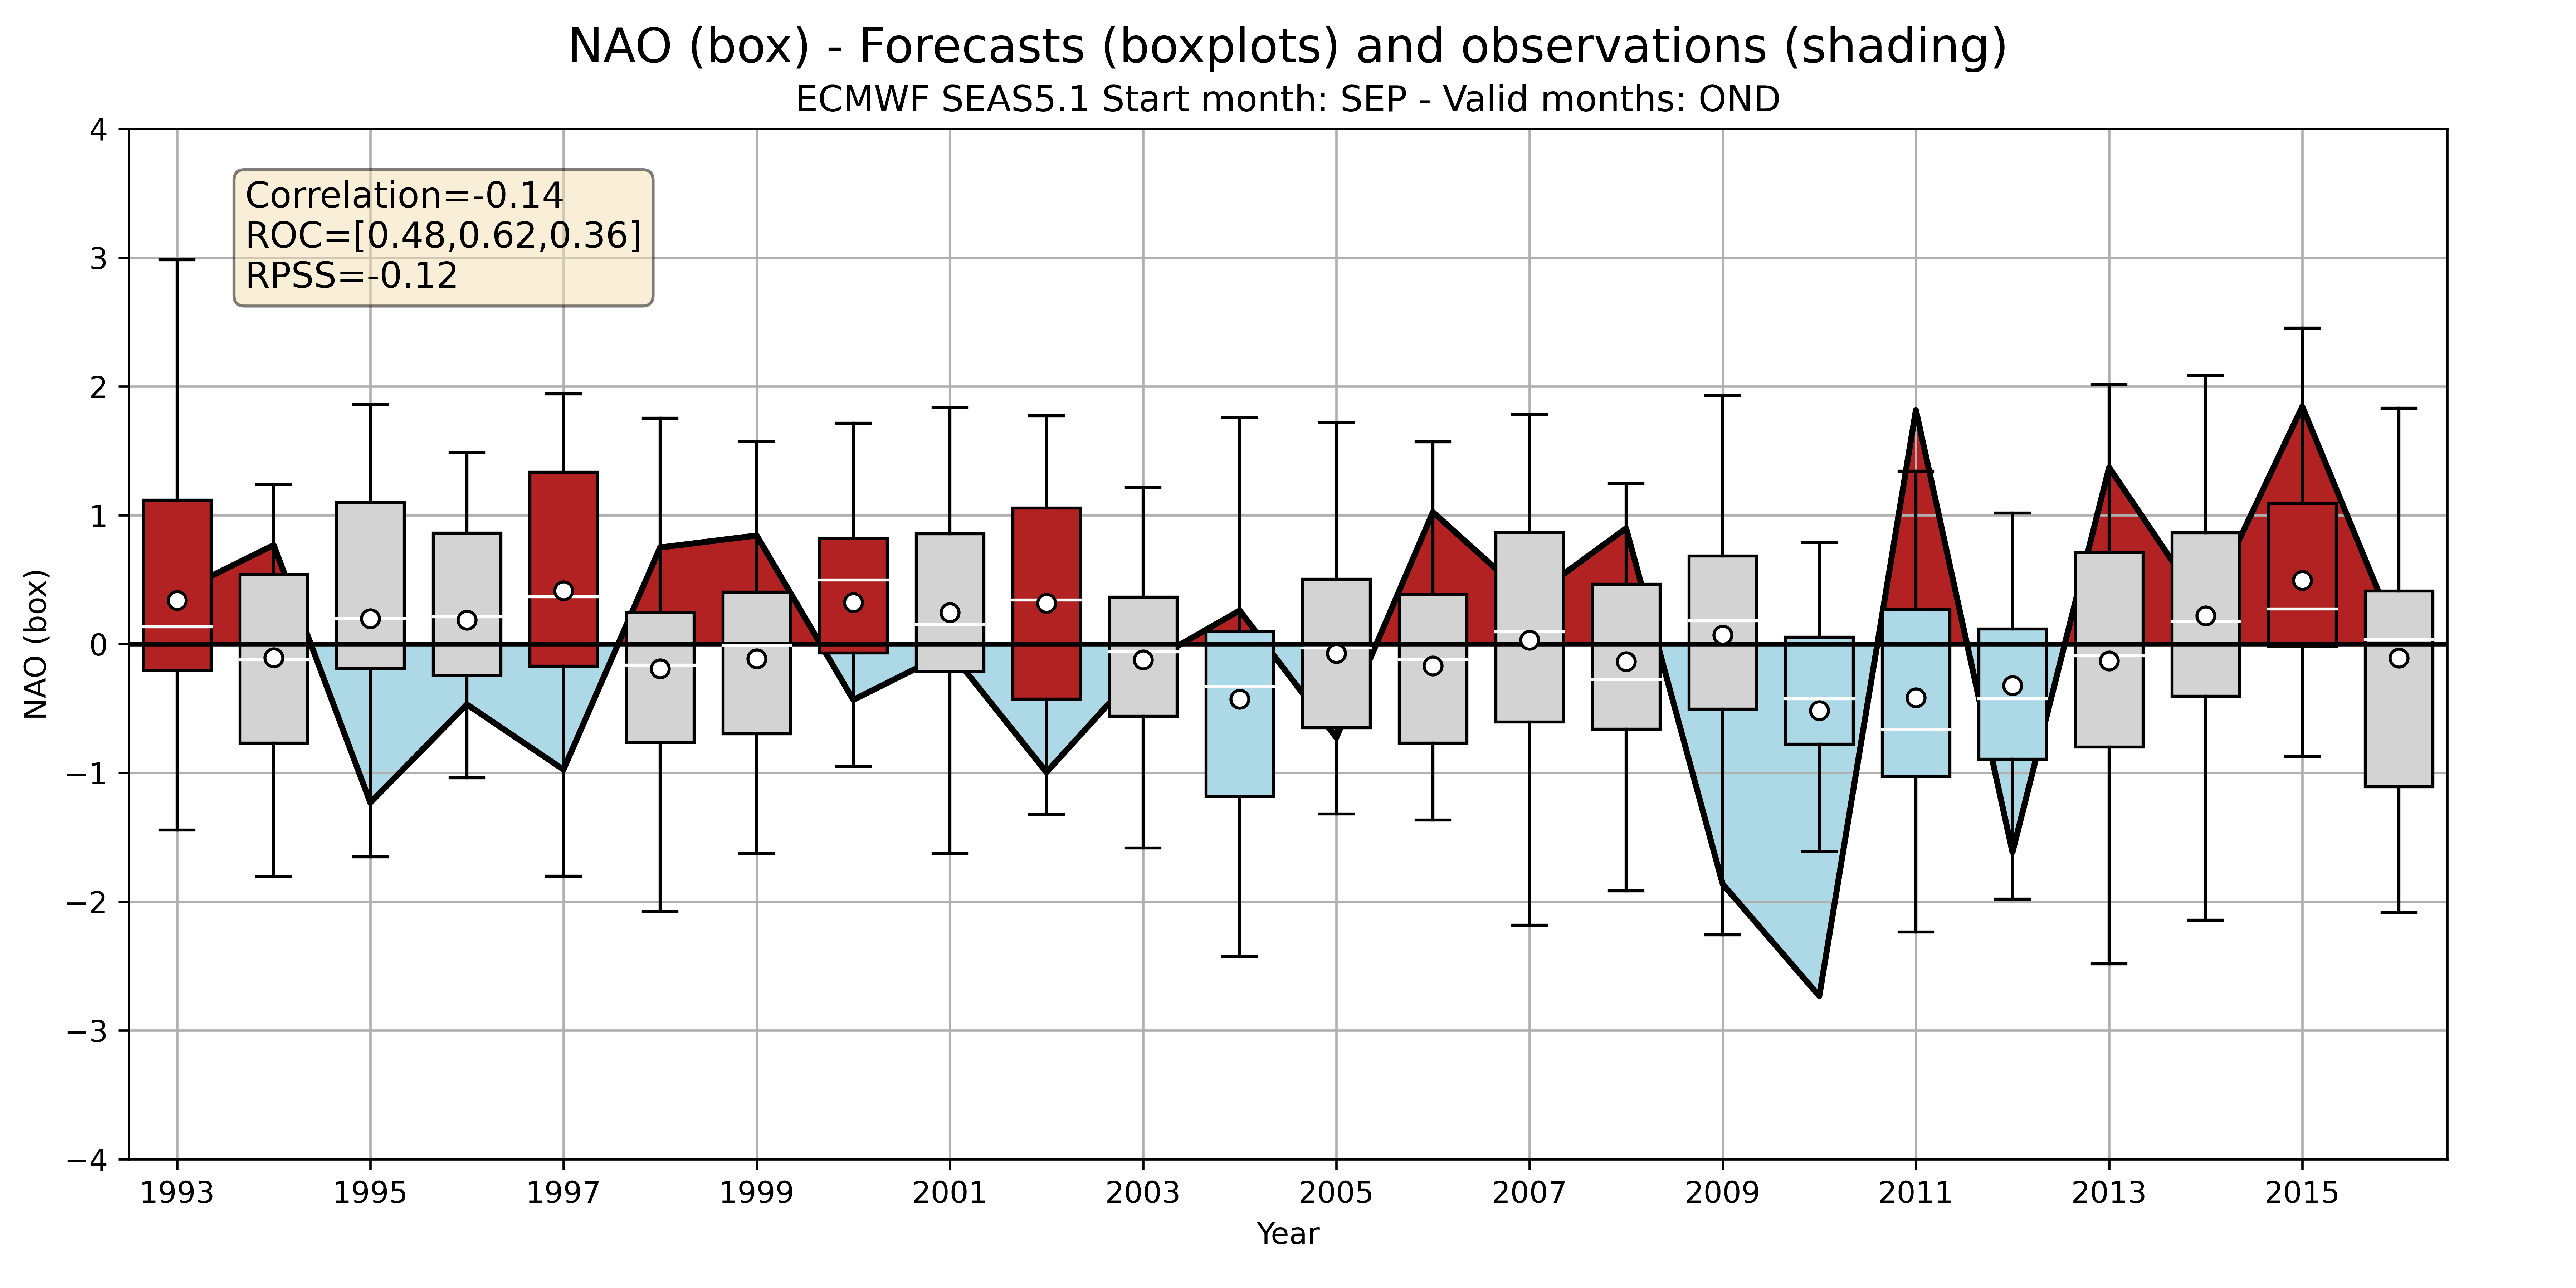 NAO (box) - Forecasts (boxplots) and observations (shading)
ECMWF SEAS5.1 Start month: SEP - Valid months: OND
Correlation=-0.14
ROC=[0.48,0.62,0.36]
RPSS=-0.12
NAO (box)
4
3
2
1
0
−1
−2
−3
−4
1993 1995 1997 1999 2001 2003 2005 2007 2009 2011 2013 2015
Year